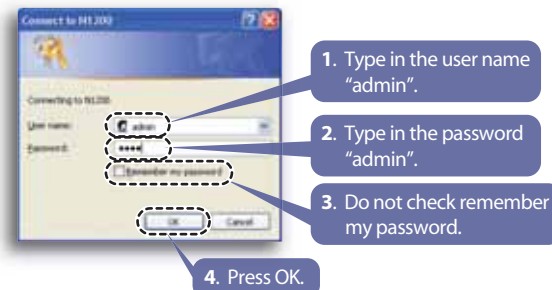 Connect to N1200
Connecting to N1200
User name:
admin
Password:
Remember my password
OK
Cancel
1. Type in the user name
“admin”.
2. Type in the password
“admin”.
3. Do not check remember
my password.
4. Press OK.